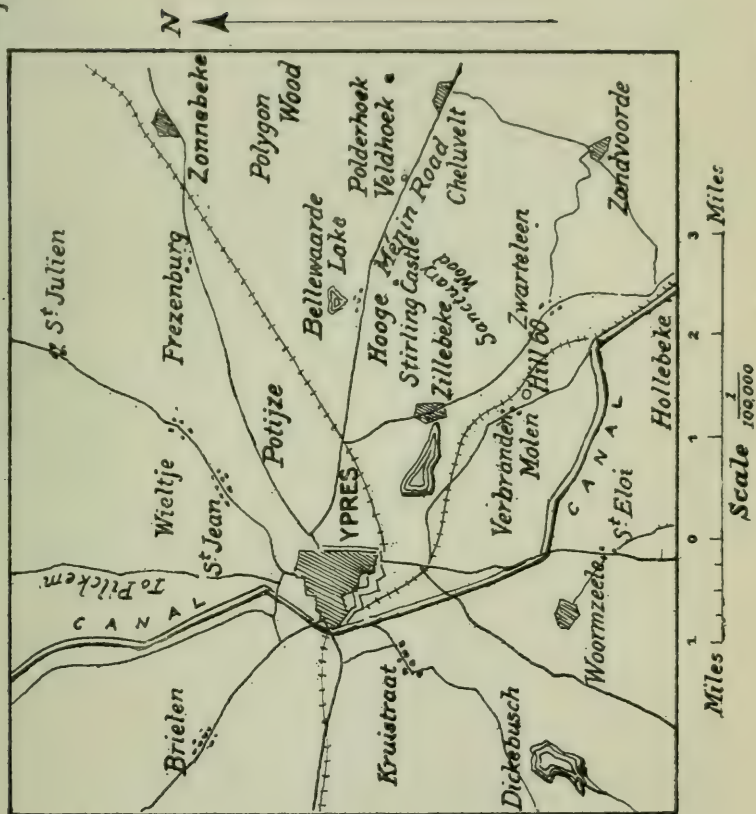 N
St Julien
Zonnebeke
Wieltje
Frezenburg
To Pilckem
St Jean
Polygon
Wood
CANAL
Potijze
Brielen
Bellewaarde
Lake
Polderhoek
Veldhoek
YPRES
Hooge
Menin Road
Cheluvelt
Stirling Castle
Sanctuary
Wood
Zillebeke
Kruistraat
Zwarteleen
Hill 60
Verbranden
Molen
Zandvoorde
Dickebusch
CANAL
Woormzeele
St Eloi
Hollebeke
Miles 1 0 1 2 3 Miles
Scale 1/100,000